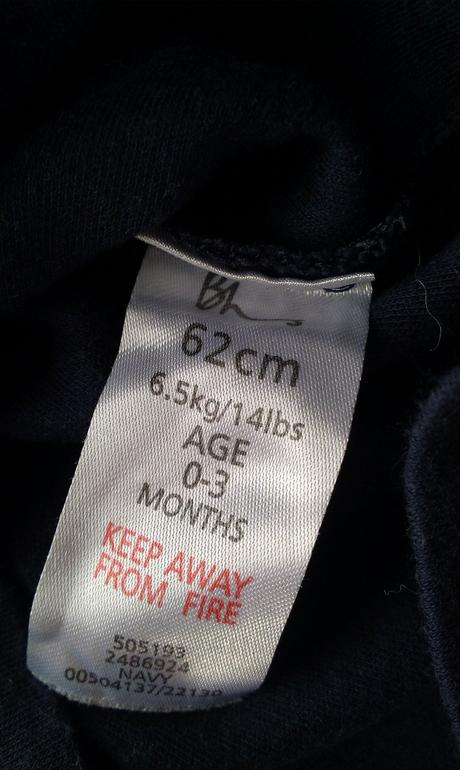 62cm
6.5kg/14lbs
AGE
0-3
MONTHS
KEEP AWAY
FROM FIRE
505193
2486924
NAVY